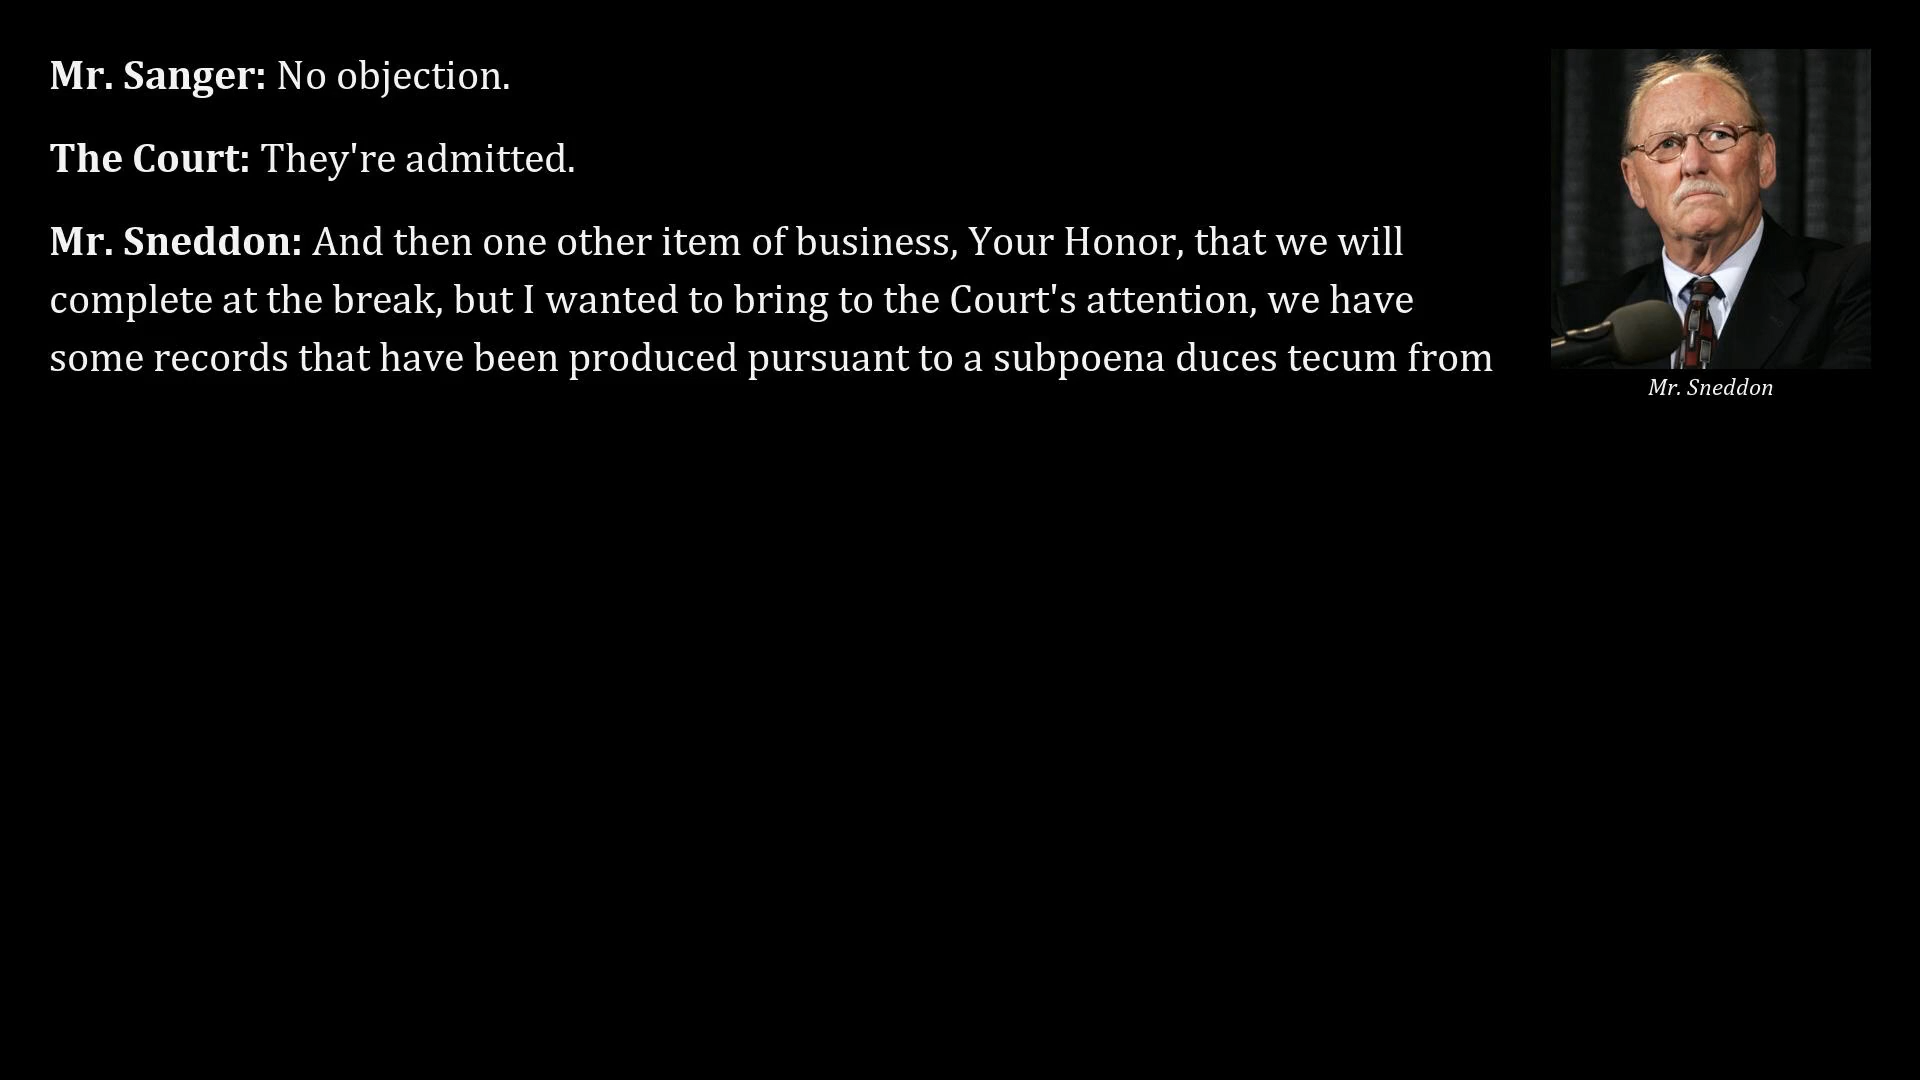 Mr. Sanger: No objection.
The Court: They're admitted.
Mr. Sneddon: And then one other item of business, Your Honor, that we will
complete at the break, but I wanted to bring to the Court's attention, we have
some records that have been produced pursuant to a subpoena duces tecum from
Mr. Sneddon